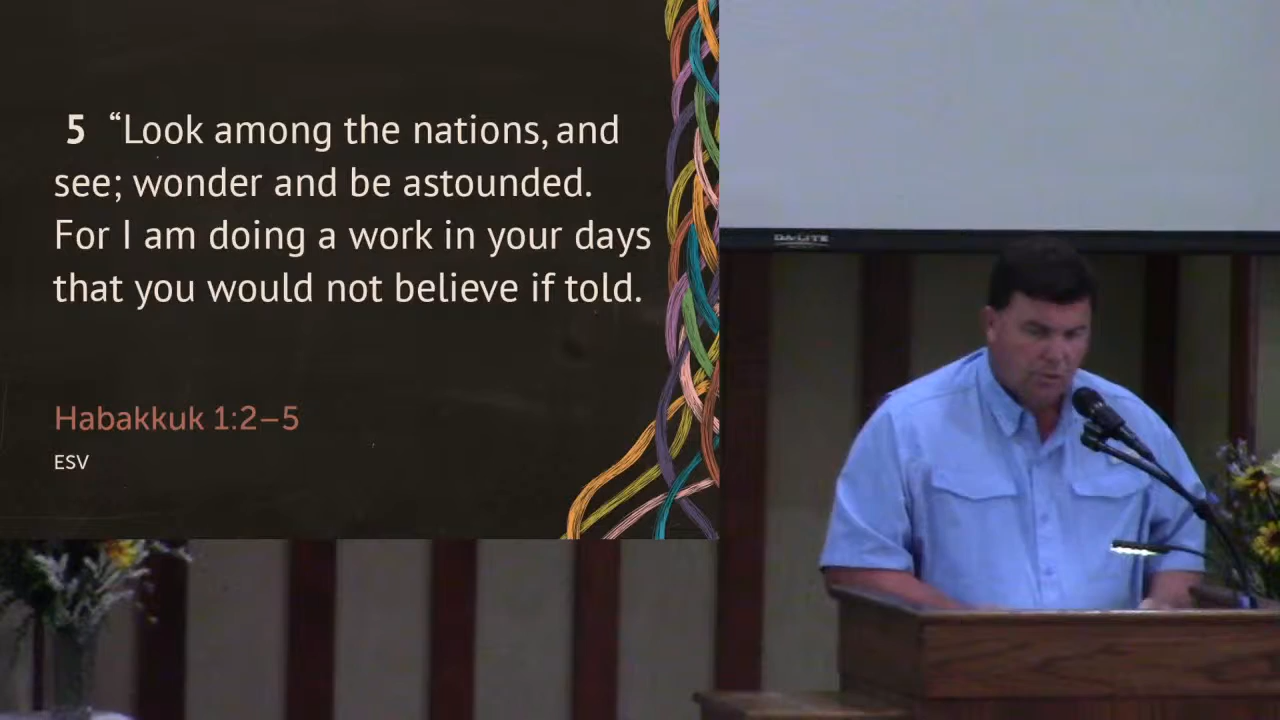 5 “Look among the nations, and
see; wonder and be astounded.
For I am doing a work in your days
that you would not believe if told.
Habakkuk 1:2–5
ESV
DA-LITE